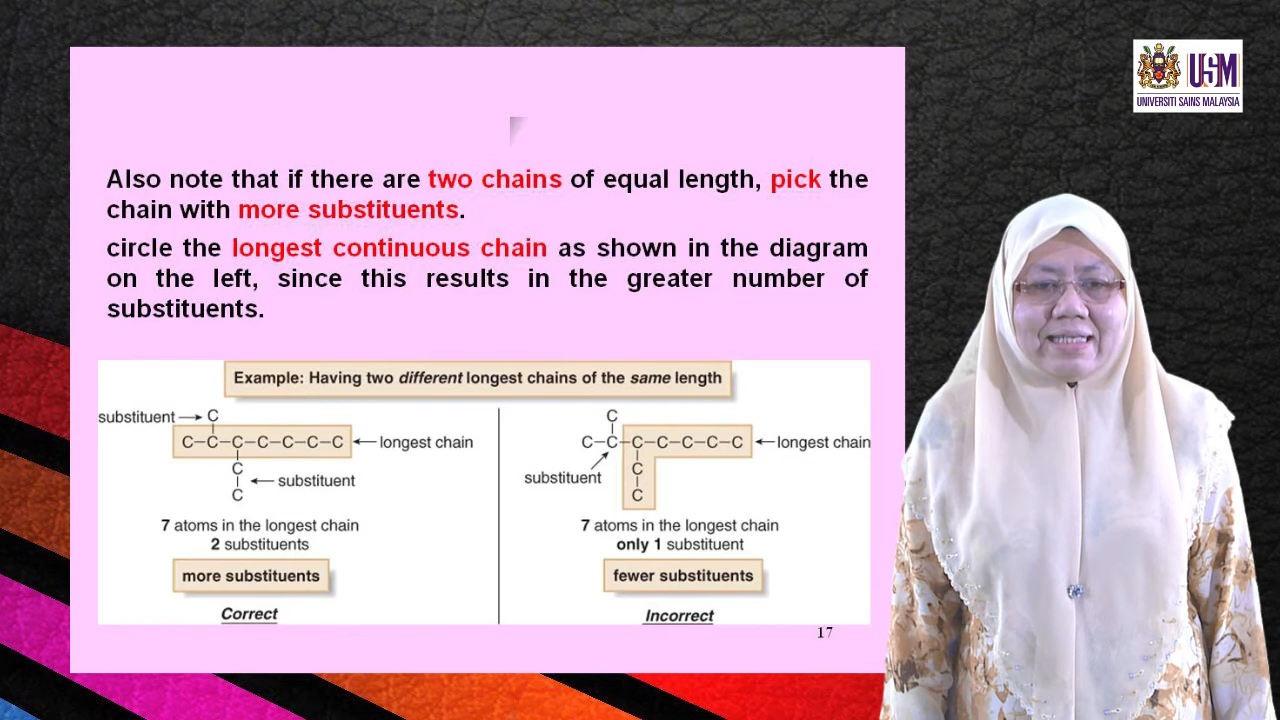 USM
UNIVERSITI SAINS MALAYSIA
Also note that if there are two chains of equal length, pick the
chain with more substituents.
circle the longest continuous chain as shown in the diagram
on the left, since this results in the greater number of
substituents.
Example: Having two different longest chains of the same length
substituent C
C–C–C–C–C–C–C longest chain
C substituent
C
7 atoms in the longest chain
2 substituents
more substituents
Correct
C
C–C–C–C–C–C–C longest chain
substituent C
C
7 atoms in the longest chain
only 1 substituent
fewer substituents
Incorrect
17